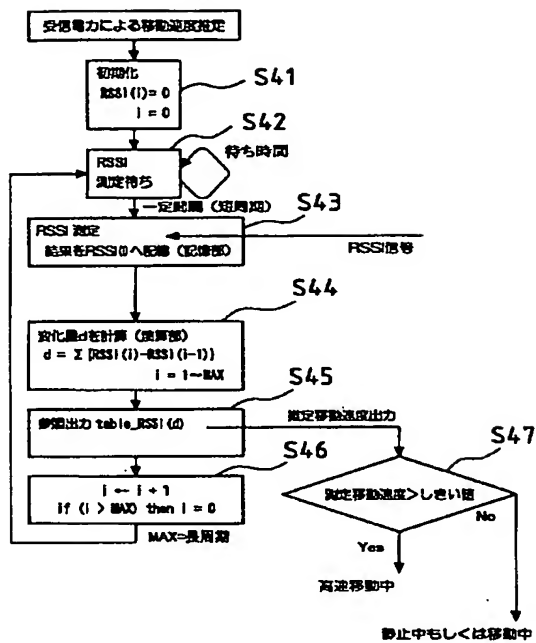 受信電力による移動速度推定
初期化
RSSI(i)= 0
i = 0
S41
S42
RSSI
測定待ち
待ち時間
一定時間（短周期）
S43
RSSI 測定
結果をRSSI(i)へ記憶（記憶部）
RSSI信号
S44
変化量dを計算（演算部）
d = Σ [RSSI(i)-RSSI(i-1)]
i = 1~MAX
S45
参照出力 table_RSSI(d)
推定移動速度出力
S46
S47
i ← i + 1
if (i > MAX) then i = 0
MAX=長周期
推定移動速度>しきい値
No
Yes
高速移動中
静止中もしくは移動中